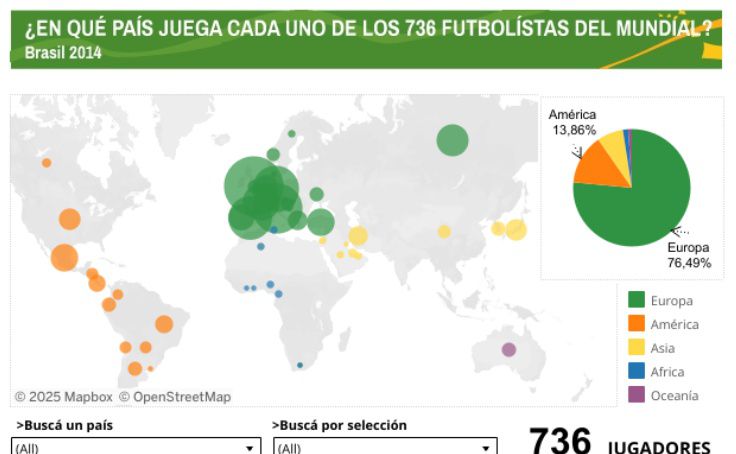 ¿EN QUÉ PAÍS JUEGA CADA UNO DE LOS 736 FUTBOLÍSTAS DEL MUNDIAL?
Brasil 2014
América
13,86%
Europa
76,49%
Europa
América
Asia
Africa
Oceanía
© 2025 Mapbox © OpenStreetMap
>Buscá un país
>Buscá por selección
736 JUGADORES
(All)
(All)